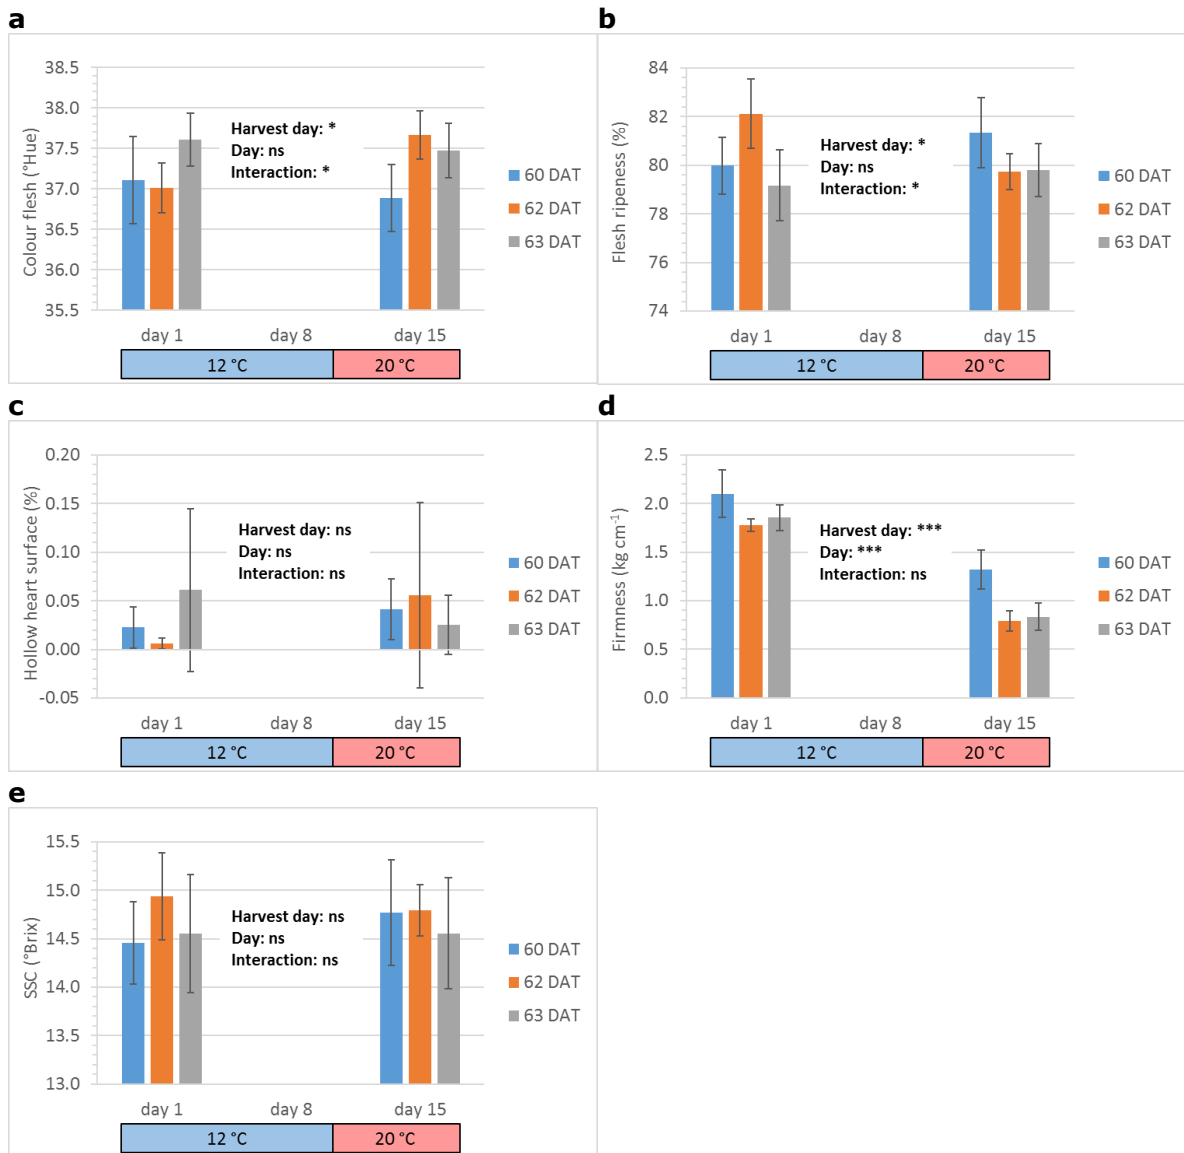 a
Colour flesh (°Hue)
38.5
38.0
37.5
37.0
36.5
36.0
35.5
Harvest day: *
Day: ns
Interaction: *
60 DAT
62 DAT
63 DAT
day 1 day 8 day 15
12 °C 20 °C
b
Flesh ripeness (%)
84
82
80
78
76
74
Harvest day: *
Day: ns
Interaction: *
60 DAT
62 DAT
63 DAT
day 1 day 8 day 15
12 °C 20 °C
c
Hollow heart surface (%)
0.20
0.15
0.10
0.05
0.00
-0.05
Harvest day: ns
Day: ns
Interaction: ns
60 DAT
62 DAT
63 DAT
day 1 day 8 day 15
12 °C 20 °C
d
Firmness (kg cm⁻¹)
2.5
2.0
1.5
1.0
0.5
0.0
Harvest day: ***
Day: ***
Interaction: ns
60 DAT
62 DAT
63 DAT
day 1 day 8 day 15
12 °C 20 °C
e
SSC (°Brix)
15.5
15.0
14.5
14.0
13.5
13.0
Harvest day: ns
Day: ns
Interaction: ns
60 DAT
62 DAT
63 DAT
day 1 day 8 day 15
12 °C 20 °C